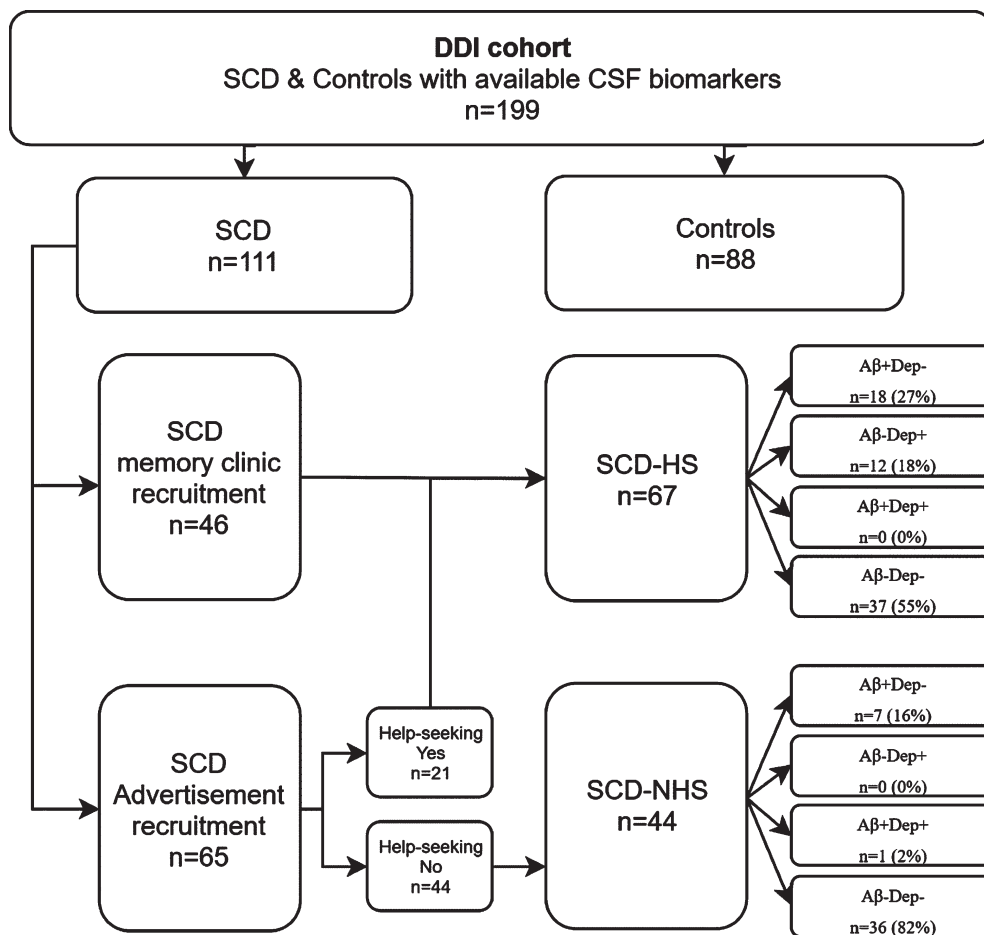 DDI cohort
SCD & Controls with available CSF biomarkers
n=199
SCD
n=111
Controls
n=88
SCD
memory clinic
recruitment
n=46
SCD-HS
n=67
Aβ+Dep-
n=18 (27%)
Aβ-Dep+
n=12 (18%)
Aβ+Dep+
n=0 (0%)
Aβ-Dep-
n=37 (55%)
SCD
Advertisement
recruitment
n=65
Help-seeking
Yes
n=21
Help-seeking
No
n=44
SCD-NHS
n=44
Aβ+Dep-
n=7 (16%)
Aβ-Dep+
n=0 (0%)
Aβ+Dep+
n=1 (2%)
Aβ-Dep-
n=36 (82%)